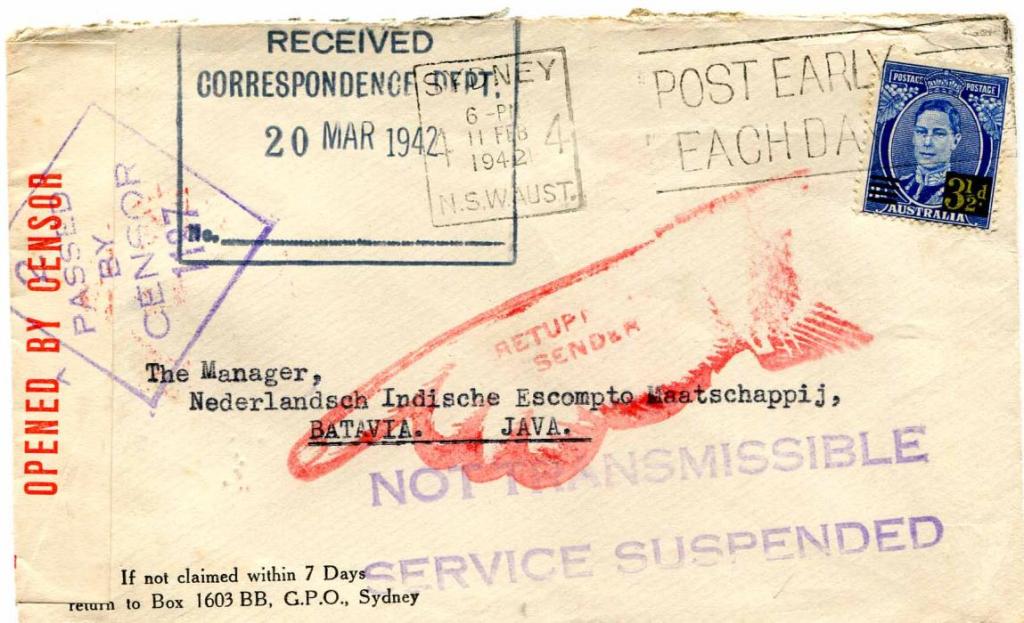 RECEIVED
CORRESPONDENCE DEPT.
20 MAR 1942
No.
SYDNEY
6 -P
11 FEB
1942
4
N.S.W. AUST.
POST EARLY
EACH DA
POSTAGE POSTAGE
3½d.
AUSTRALIA
OPENED BY CENSOR
PASSED
BY
CENSOR
RETUR
SENDER
The Manager,
Nederlandsch Indische Escompto Maatschappij,
BATAVIA. JAVA.
NOT TRANSMISSIBLE
SERVICE SUSPENDED
If not claimed within 7 Days
return to Box 1603 BB, G.P.O., Sydney